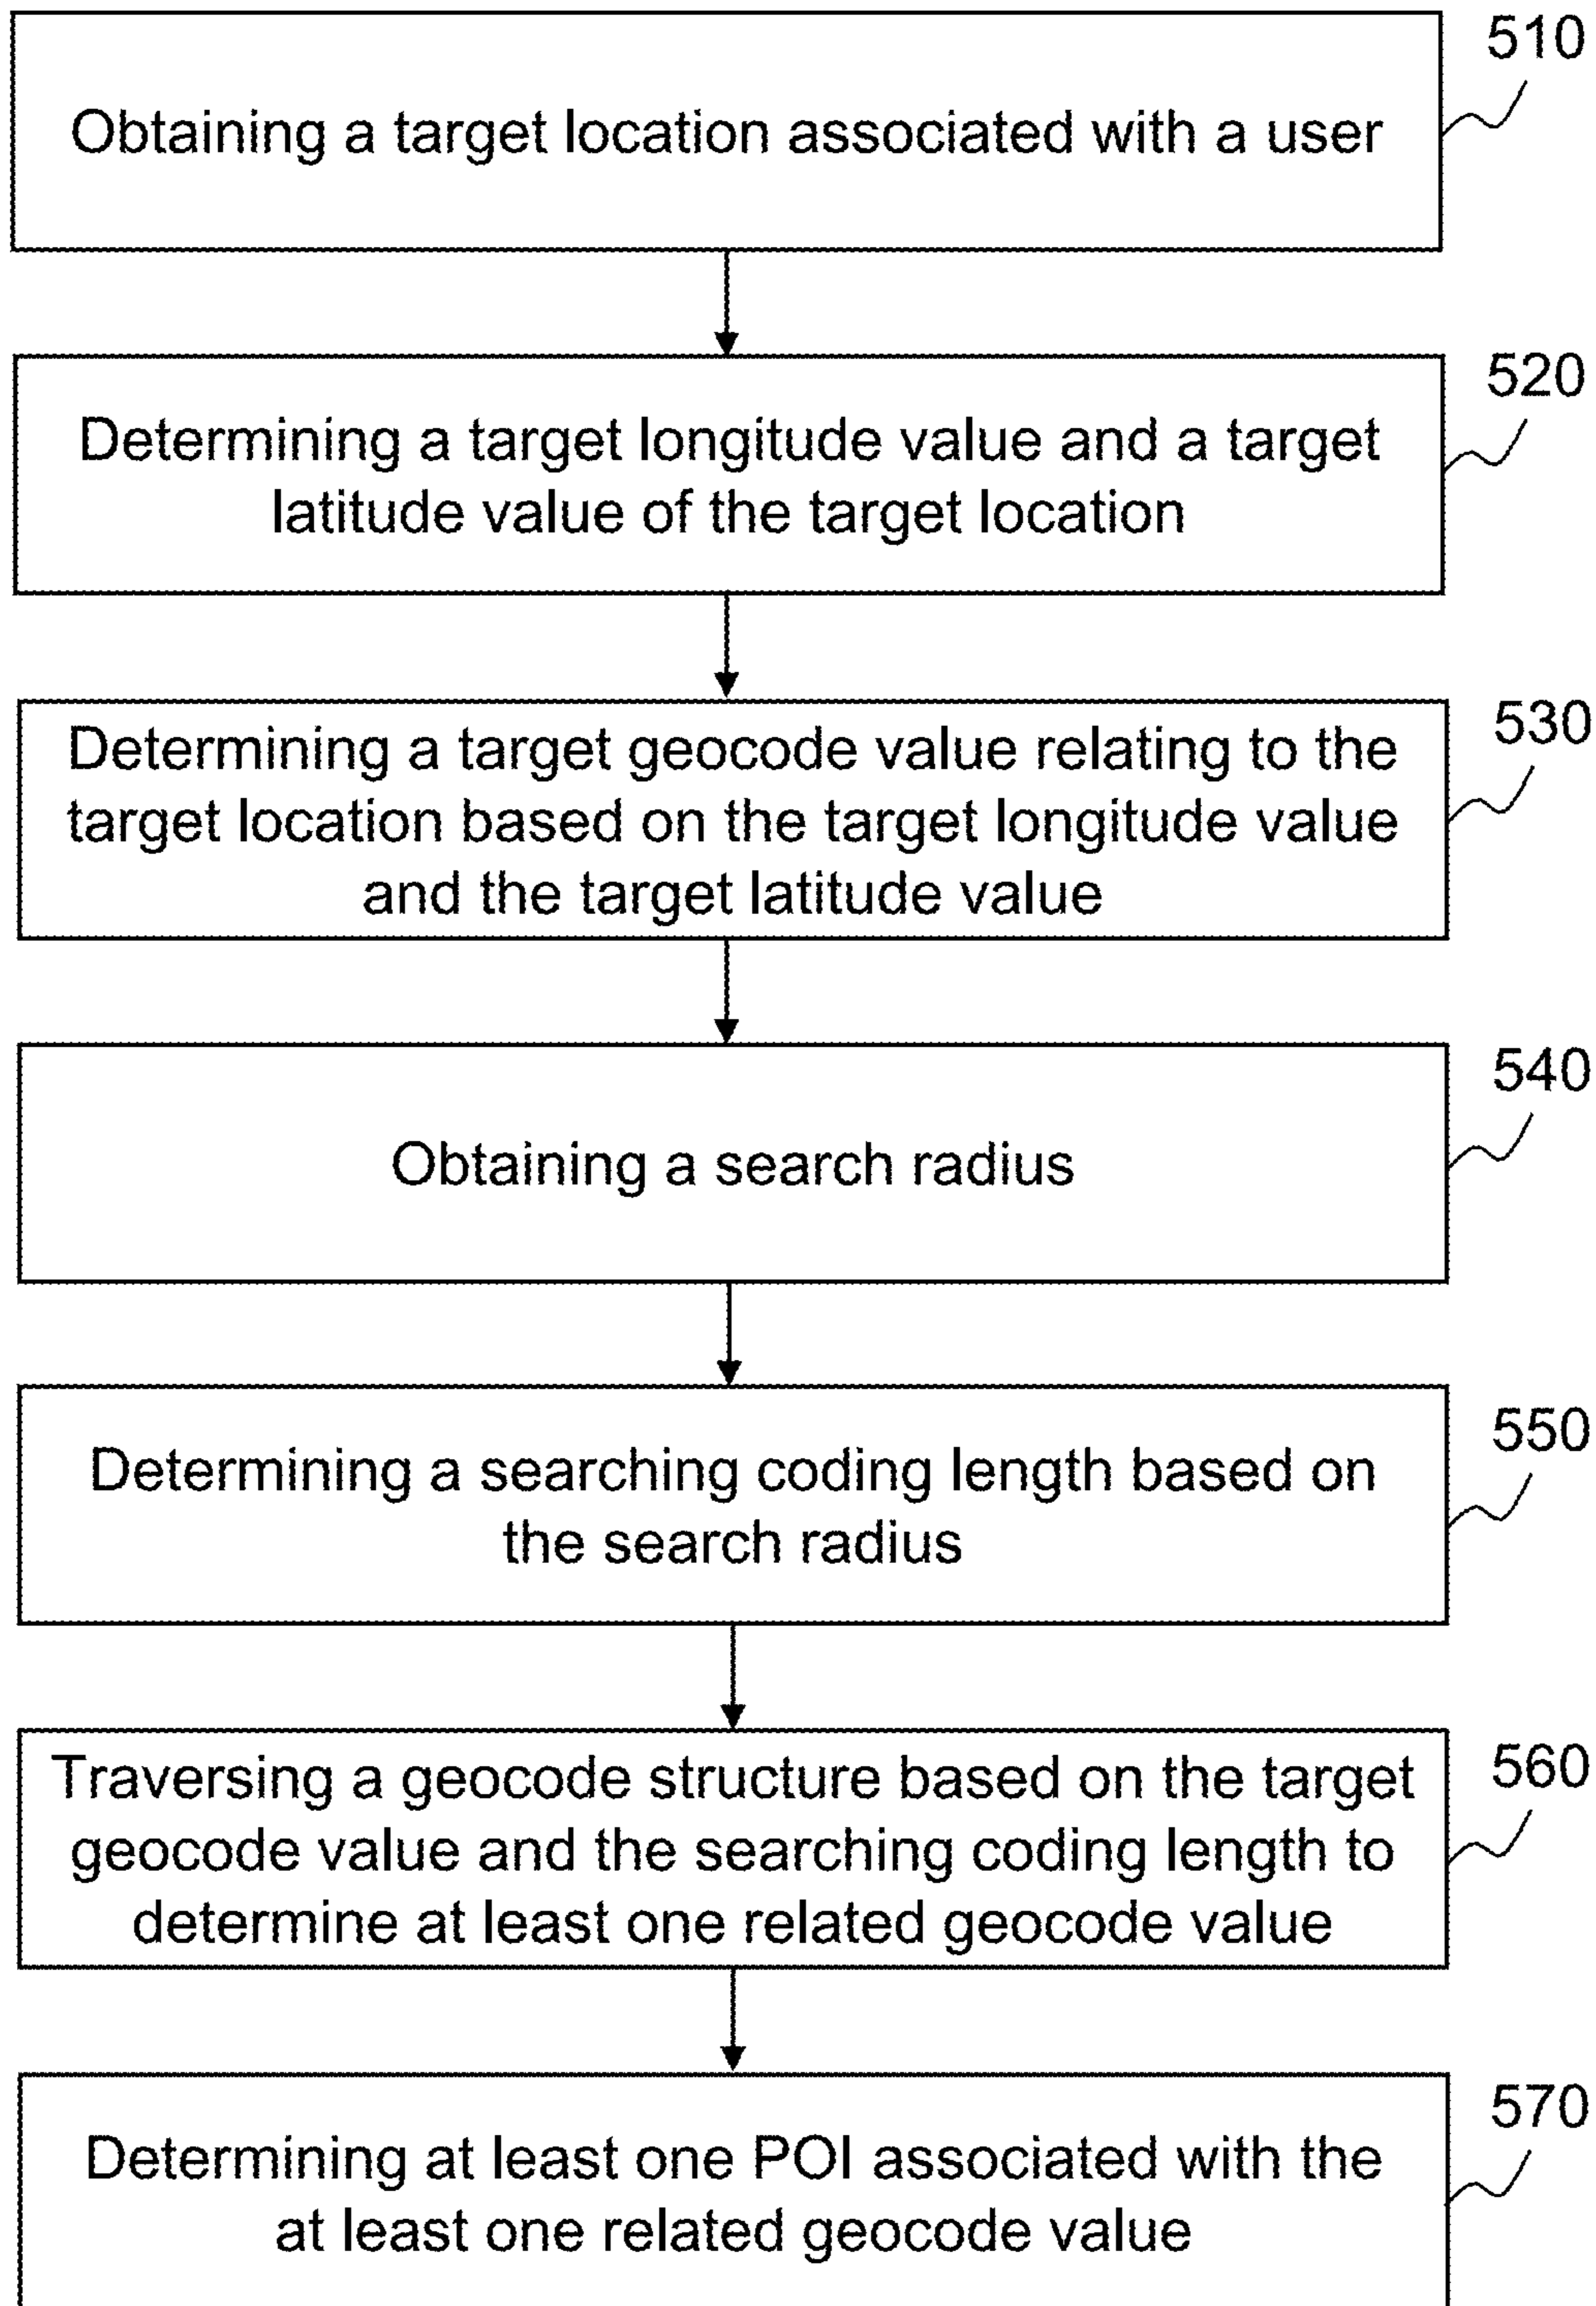 510
Obtaining a target location associated with a user
520
Determining a target longitude value and a target
latitude value of the target location
530
Determining a target geocode value relating to the
target location based on the target longitude value
and the target latitude value
540
Obtaining a search radius
550
Determining a searching coding length based on
the search radius
560
Traversing a geocode structure based on the target
geocode value and the searching coding length to
determine at least one related geocode value
570
Determining at least one POI associated with the
at least one related geocode value